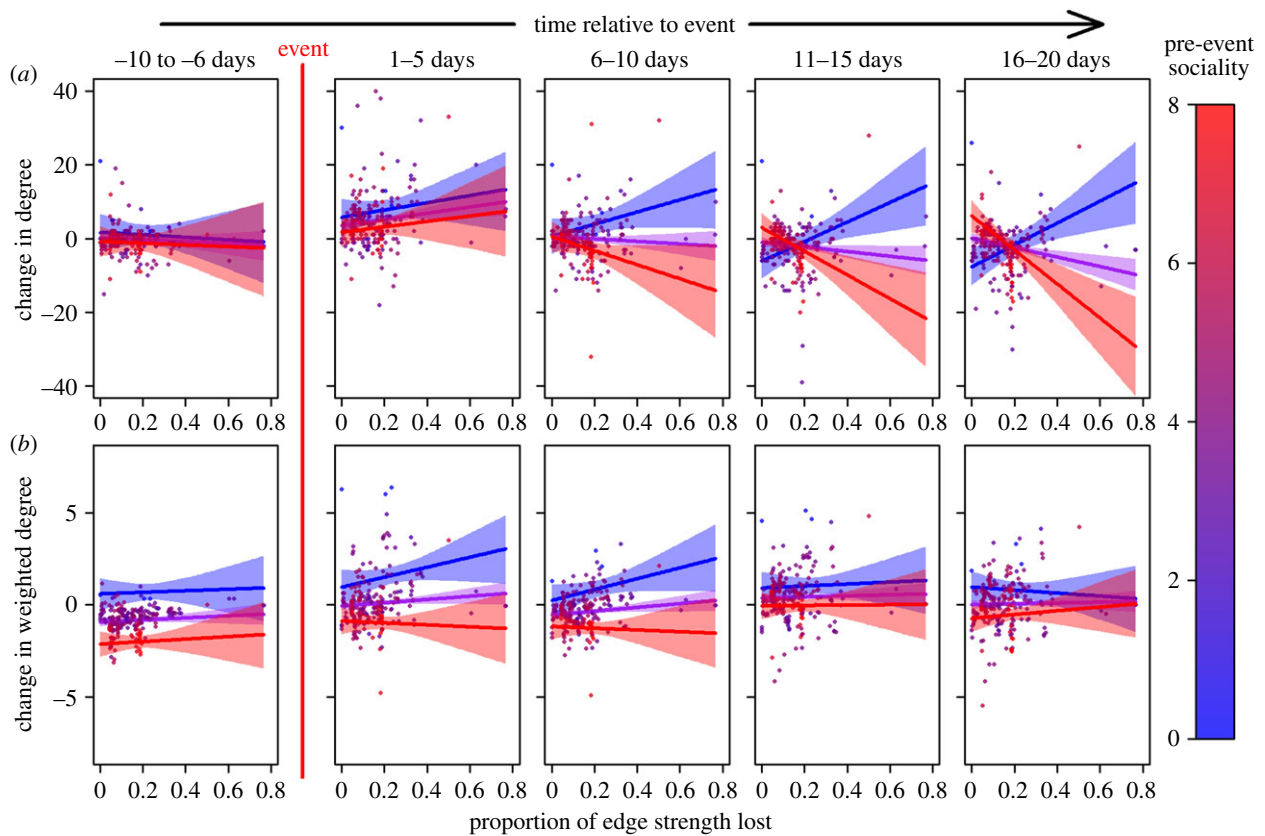 time relative to event
event
pre-event
sociality
–10 to –6 days 1–5 days 6–10 days 11–15 days 16–20 days
(a)
change in degree
40
20
0
–20
–40
0 0.2 0.4 0.6 0.8 0 0.2 0.4 0.6 0.8 0 0.2 0.4 0.6 0.8 0 0.2 0.4 0.6 0.8 0 0.2 0.4 0.6 0.8
(b)
change in weighted degree
5
0
–5
0 0.2 0.4 0.6 0.8 0 0.2 0.4 0.6 0.8 0 0.2 0.4 0.6 0.8 0 0.2 0.4 0.6 0.8 0 0.2 0.4 0.6 0.8
proportion of edge strength lost
8
6
4
2
0